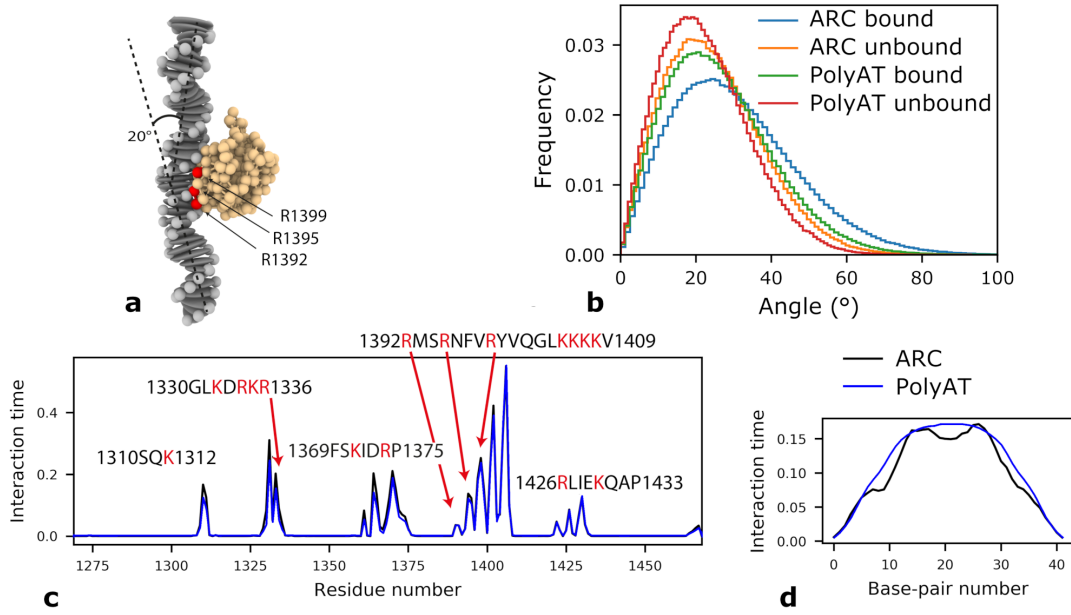 20°
R1399
R1395
R1392
a
ARC bound
ARC unbound
PolyAT bound
PolyAT unbound
Frequency
0.03
0.02
0.01
0.00
0 20 40 60 80 100
Angle (°)
b
1392RMSRNFVRYVQGLKKKKV1409
1330GLKDRKR1336
1310SQK1312
1369FSKIDRP1375
1426RLIEKQAP1433
Interaction time
0.4
0.2
0.0
1275 1300 1325 1350 1375 1400 1425 1450
Residue number
c
ARC
PolyAT
Interaction time
0.15
0.10
0.05
0.00
0 10 20 30 40
Base-pair number
d